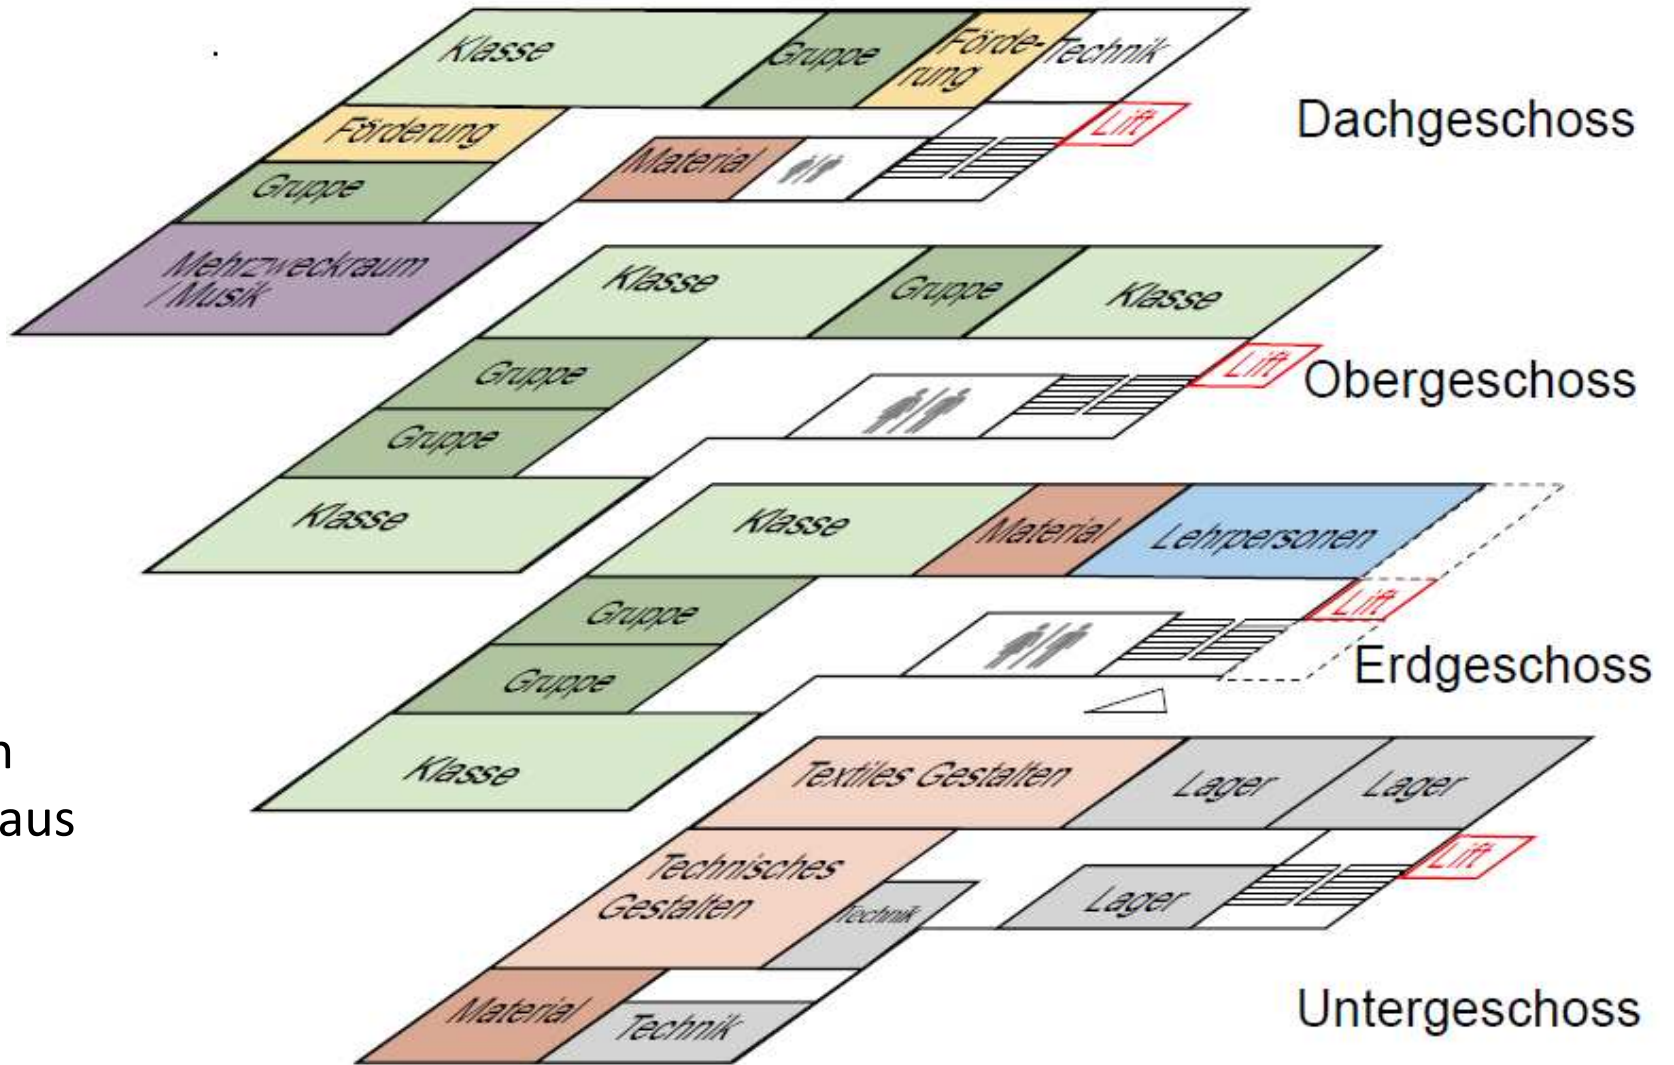 Klasse
Gruppe
Förde-
rung
Technik
Lift
Dachgeschoss
Förderung
Material
Gruppe
Mehrzweckraum
/Musik
Klasse
Gruppe
Klasse
Lift
Obergeschoss
Gruppe
Gruppe
Klasse
Klasse
Material
Lehrpersonen
Lift
Gruppe
Erdgeschoss
Gruppe
Klasse
n
aus
Textiles Gestalten
Lager
Lager
Lift
Technisches
Gestalten
Technik
Lager
Material
Technik
Untergeschoss